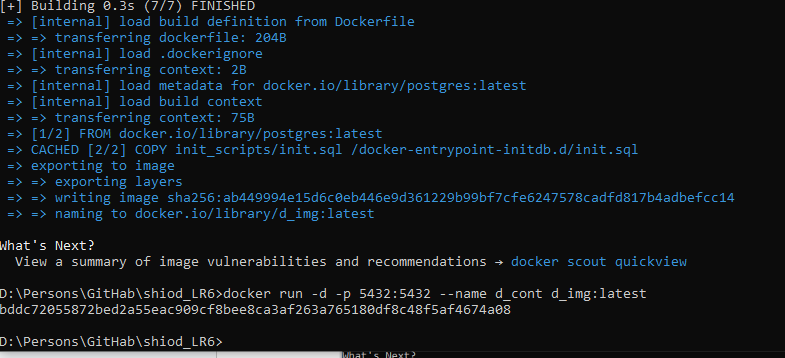 [+] Building 0.3s (7/7) FINISHED
=> [internal] load build definition from Dockerfile
=> => transferring dockerfile: 204B
=> [internal] load .dockerignore
=> => transferring context: 2B
=> [internal] load metadata for docker.io/library/postgres:latest
=> [internal] load build context
=> => transferring context: 75B
=> [1/2] FROM docker.io/library/postgres:latest
=> CACHED [2/2] COPY init_scripts/init.sql /docker-entrypoint-initdb.d/init.sql
=> exporting to image
=> => exporting layers
=> => writing image sha256:ab449994e15d6c0eb446e9d361229b99bf7cfe6247578cadfd817b4adbefcc14
=> => naming to docker.io/library/d_img:latest
What's Next?
View a summary of image vulnerabilities and recommendations → docker scout quickview
D:\Persons\GitHab\shiod_LR6>docker run -d -p 5432:5432 --name d_cont d_img:latest
bddc72055872bed2a55eac909cf8bee8ca3af263a765180df8c48f5af4674a08
D:\Persons\GitHab\shiod_LR6>
What's Next?